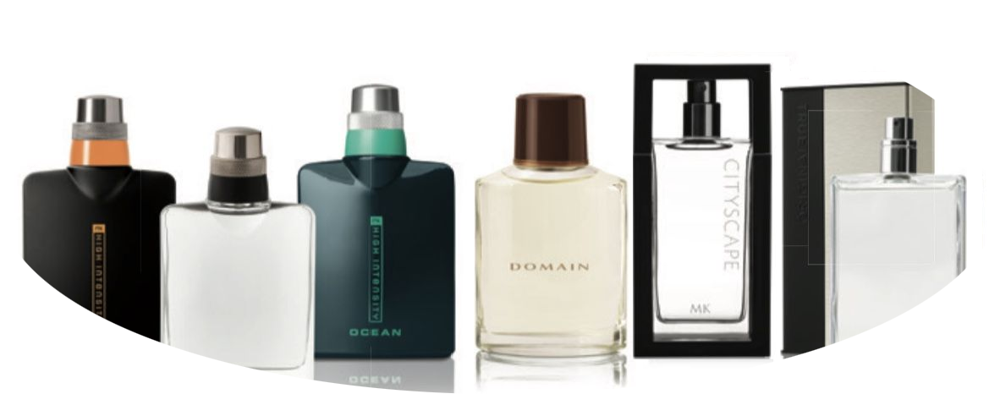 HIGH INTENSITY
HIGH INTENSITY
OCEAN
DOMAIN
CITYSCAPE
MK